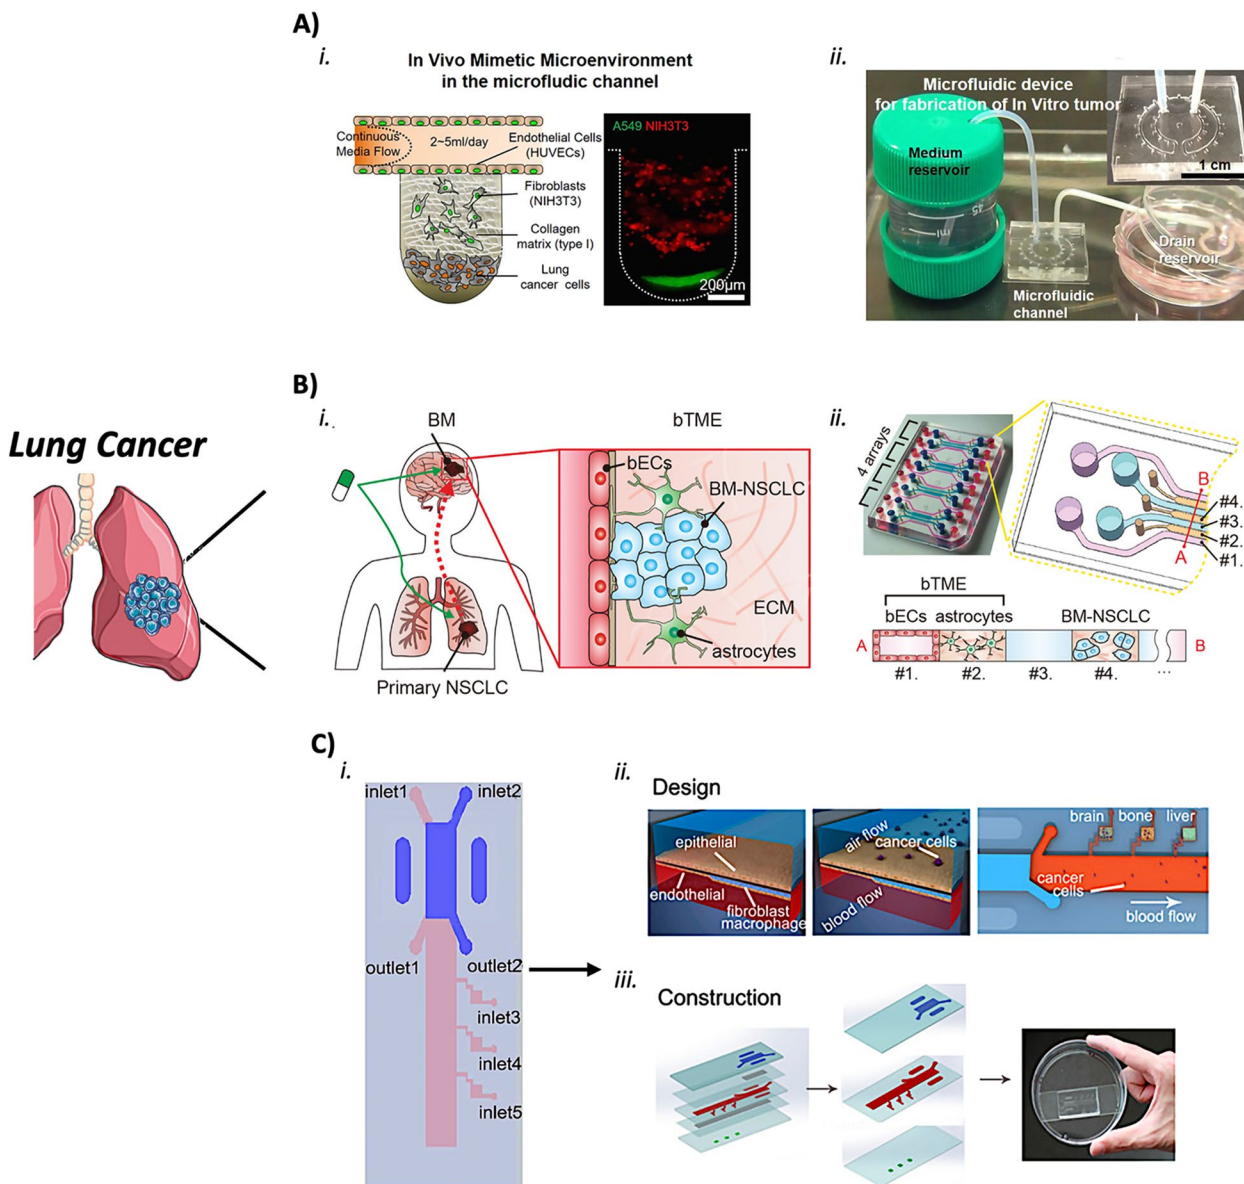 A)
i.
In Vivo Mimetic Microenvironment
in the microfludic channel
Continuous
Media Flow
2~5ml/day
Endothelial Cells
(HUVECs)
Fibroblasts
(NIH3T3)
Collagen
matrix (type I)
Lung
cancer cells
A549 NIH3T3
200µm
ii.
Microfluidic device
for fabrication of In Vitro tumor
Medium
reservoir
1 cm
45
ml
Drain
reservoir
Microfluidic
channel
Lung Cancer
B)
i.
BM
Primary NSCLC
bTME
bECs
BM-NSCLC
ECM
astrocytes
ii.
4 arrays
B
#4.
#3.
#2.
#1.
A
bTME
bECs astrocytes BM-NSCLC
A B
#1. #2. #3. #4. ...
C)
i.
inlet1 inlet2
outlet1 outlet2
inlet3
inlet4
inlet5
ii.
Design
epithelial
endothelial
fibroblast
macrophage
air flow
cancer cells
blood flow
brain bone liver
cancer
cells
blood flow
iii.
Construction